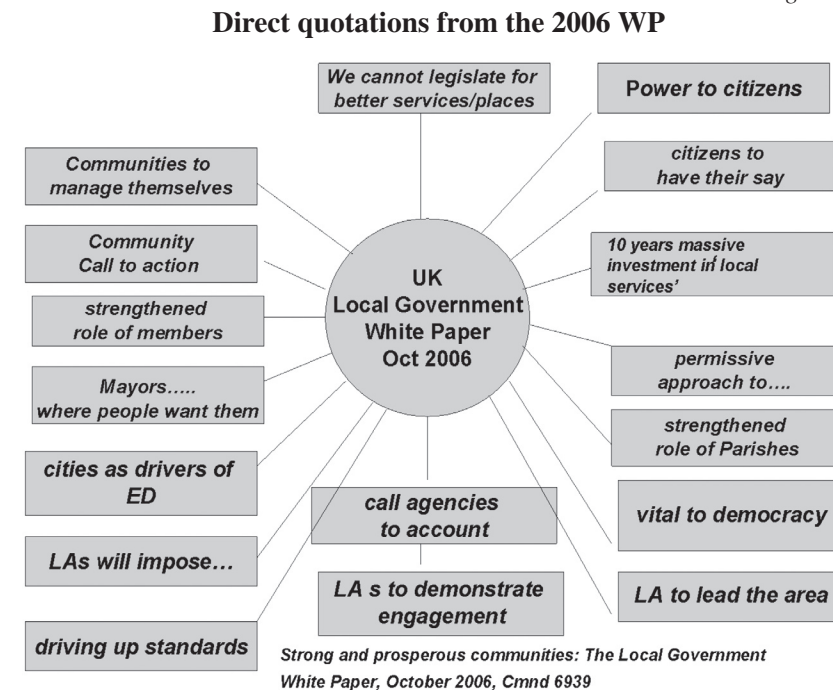 Direct quotations from the 2006 WP
We cannot legislate for
better services/places
Power to citizens
Communities to
manage themselves
citizens to
have their say
Community
Call to action
10 years massive
investment in local
services’
strengthened
role of members
UK
Local Government
White Paper
Oct 2006
permissive
approach to….
Mayors…..
where people want them
strengthened
role of Parishes
cities as drivers of
ED
call agencies
to account
vital to democracy
LAs will impose…
LA s to demonstrate
engagement
LA to lead the area
driving up standards
Strong and prosperous communities: The Local Government
White Paper, October 2006, Cmnd 6939